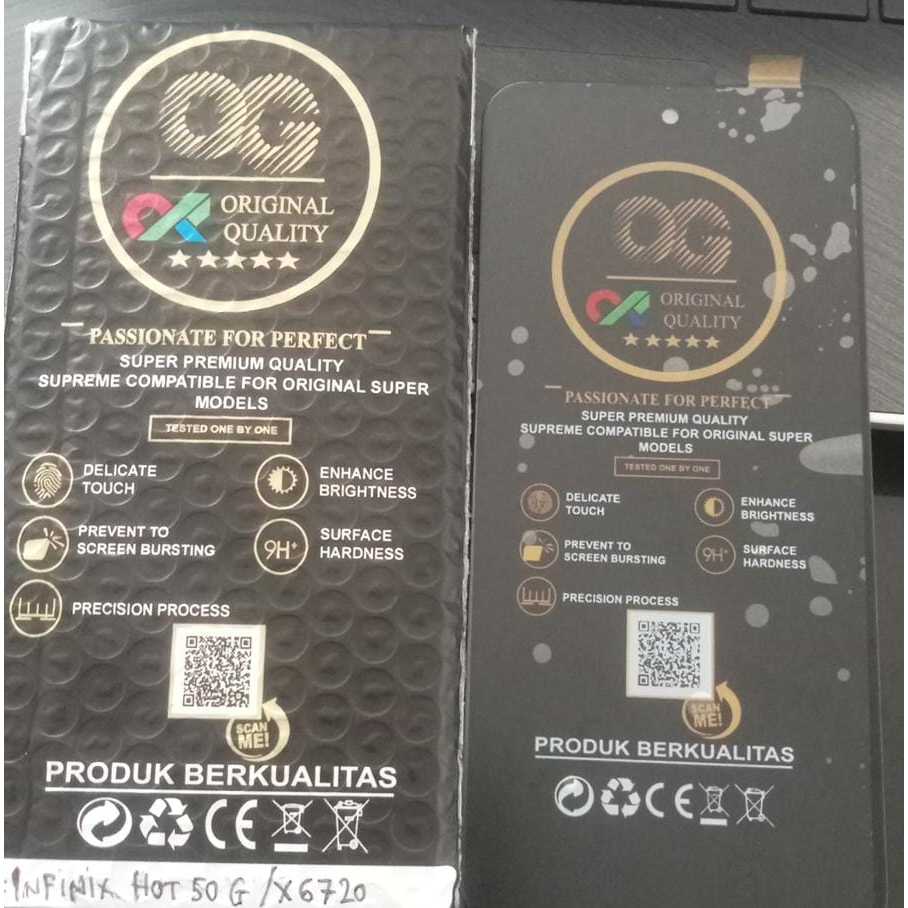 OG
ORIGINAL
QUALITY
PASSIONATE FOR PERFECT
SUPER PREMIUM QUALITY
SUPREME COMPATIBLE FOR ORIGINAL SUPER
MODELS
TESTED ONE BY ONE
DELICATE
TOUCH
ENHANCE
BRIGHTNESS
PREVENT TO
SCREEN BURSTING
9H+
SURFACE
HARDNESS
PRECISION PROCESS
SCAN
ME!
PRODUK BERKUALITAS
CE
INFINIX HOT 50 G /X6720
OG
ORIGINAL
QUALITY
PASSIONATE FOR PERFECT
SUPER PREMIUM QUALITY
SUPREME COMPATIBLE FOR ORIGINAL SUPER
MODELS
TESTED ONE BY ONE
DELICATE
TOUCH
ENHANCE
BRIGHTNESS
PREVENT TO
SCREEN BURSTING
9H+
SURFACE
HARDNESS
PRECISION PROCESS
SCAN
ME!
PRODUK BERKUALITAS
CE